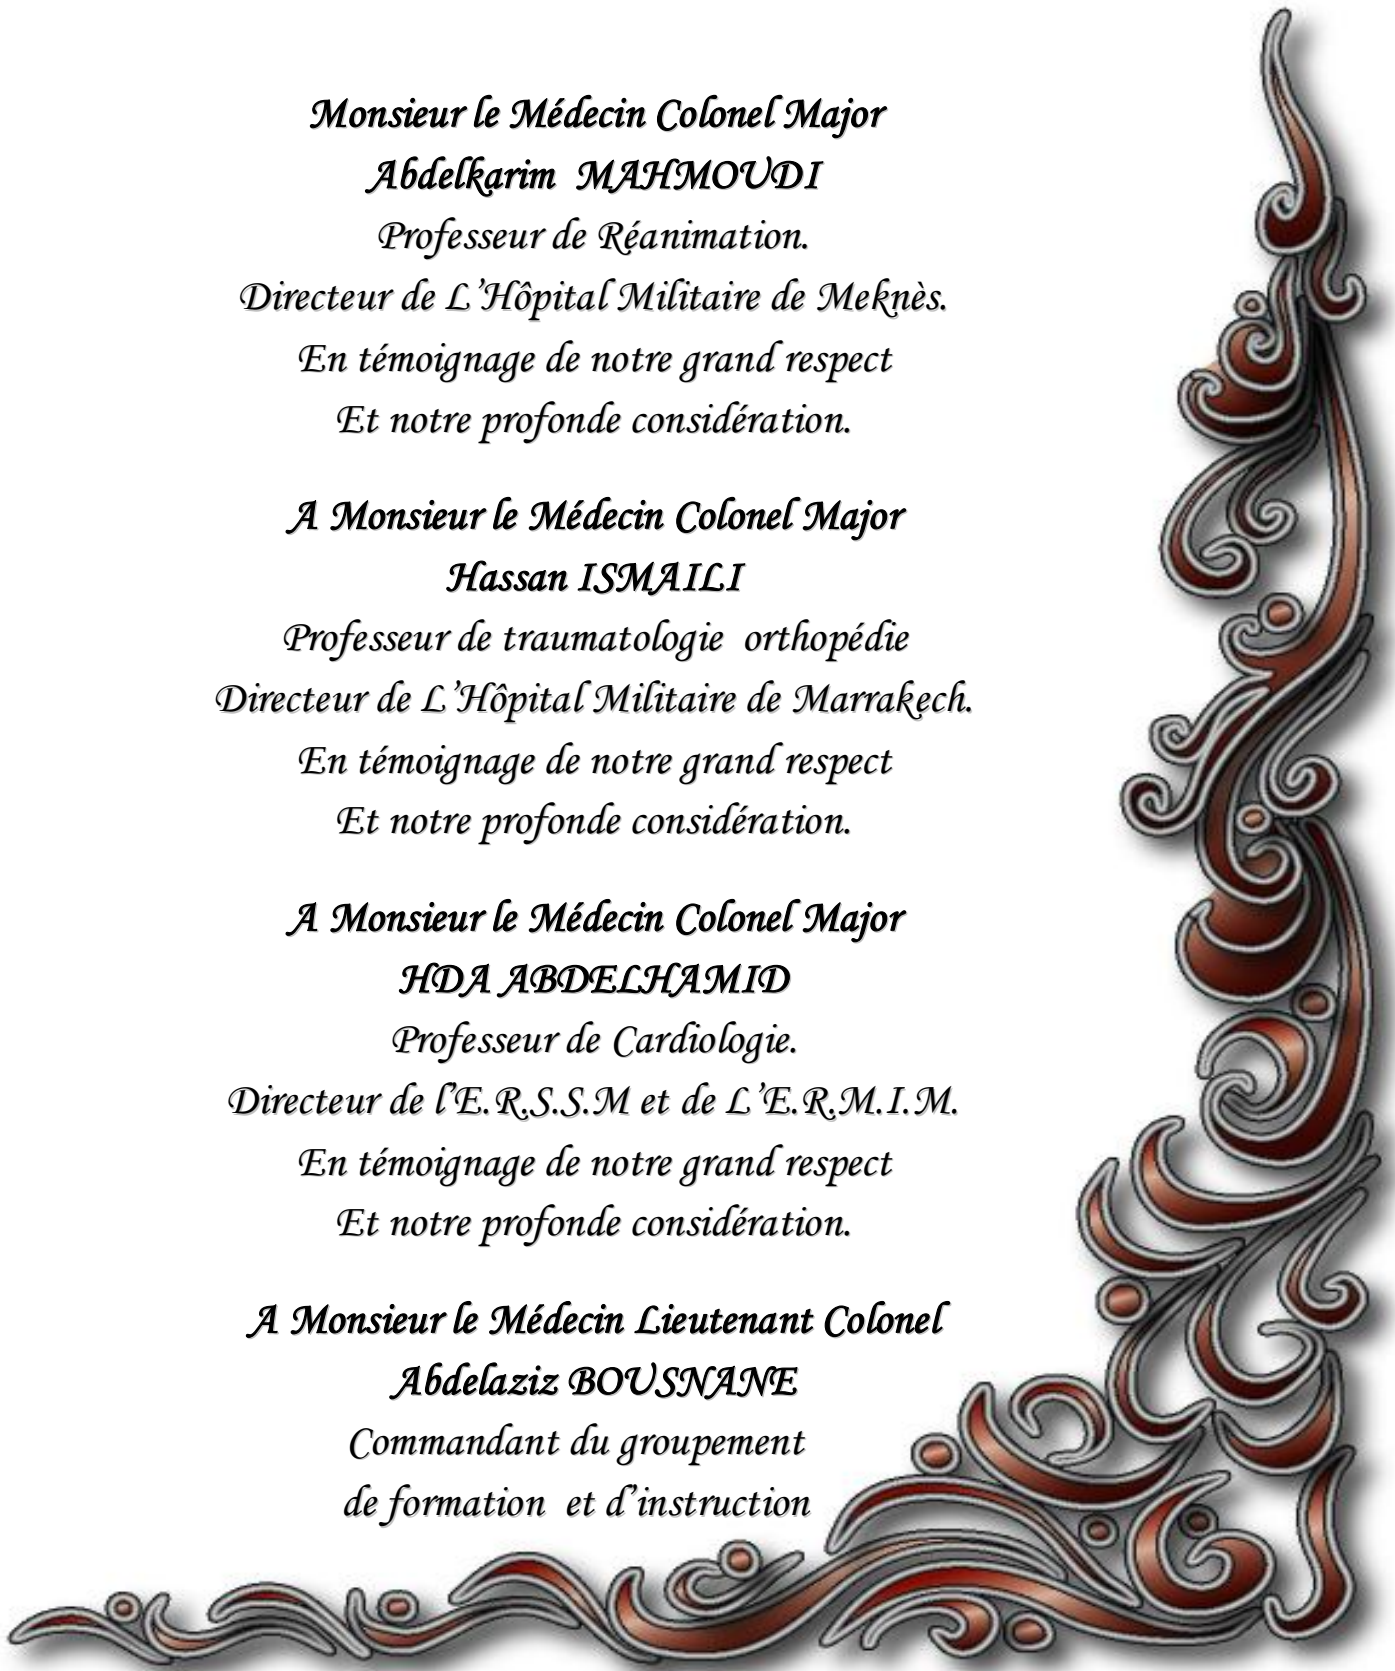 Monsieur le Médecin Colonel Major
Abdelkarim MAHMOUDI
Professeur de Réanimation.
Directeur de L’Hôpital Militaire de Meknès.
En témoignage de notre grand respect
Et notre profonde considération.
A Monsieur le Médecin Colonel Major
Hassan ISMAILI
Professeur de traumatologie orthopédie
Directeur de L’Hôpital Militaire de Marrakech.
En témoignage de notre grand respect
Et notre profonde considération.
A Monsieur le Médecin Colonel Major
HDA ABDELHAMID
Professeur de Cardiologie.
Directeur de l’E.R.S.S.M et de L’E.R.M.I.M.
En témoignage de notre grand respect
Et notre profonde considération.
A Monsieur le Médecin Lieutenant Colonel
Abdelaziz BOUSNANE
Commandant du groupement
de formation et d’instruction